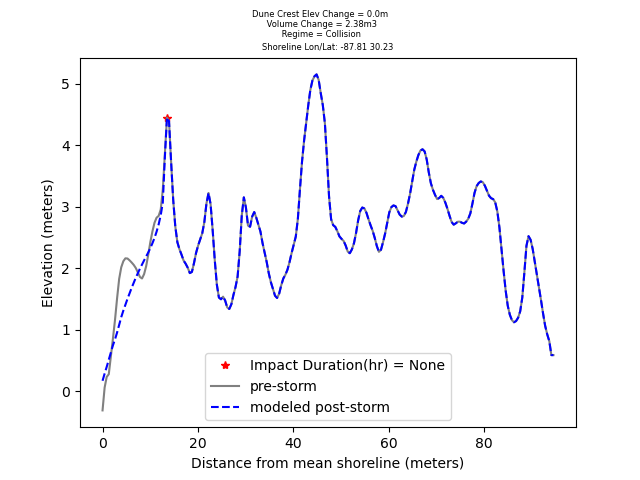 Dune Crest Elev Change = 0.0m
Volume Change = 2.38m3
Regime = Collision
Shoreline Lon/Lat: -87.81 30.23
5
4
3
2
1
0
Elevation (meters)
Impact Duration(hr) = None
pre-storm
modeled post-storm
0 20 40 60 80
Distance from mean shoreline (meters)